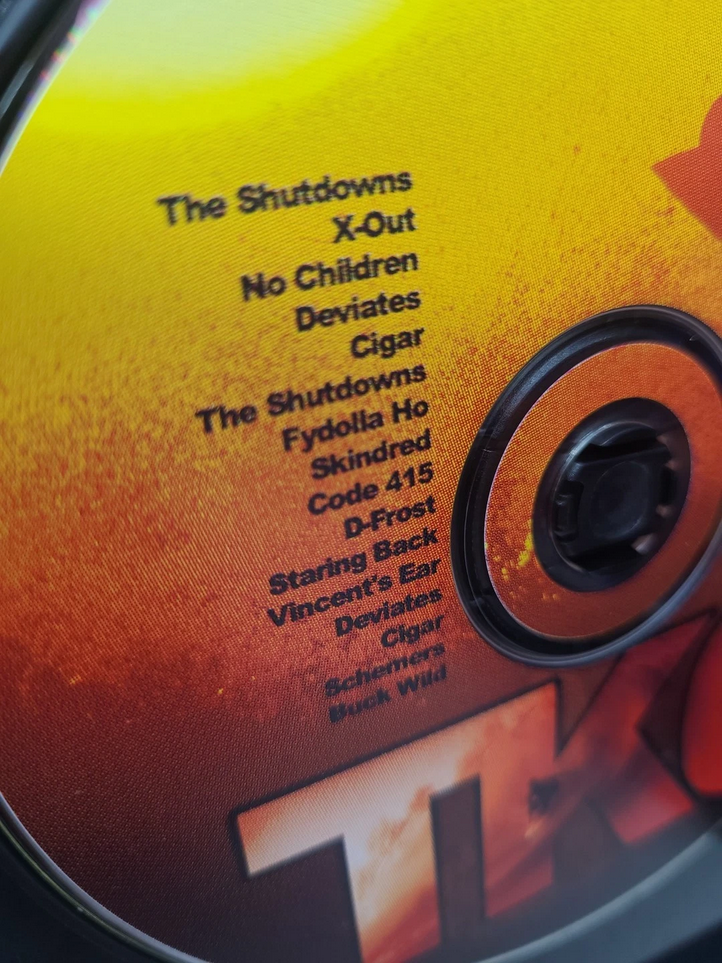 The Shutdowns
X-Out
No Children
Deviates
Cigar
The Shutdowns
Fydolla Ho
Skindred
Code 415
D-Frost
Staring Back
Vincent's Ear
Deviates
Cigar
Schemers
Buck Wild
TK